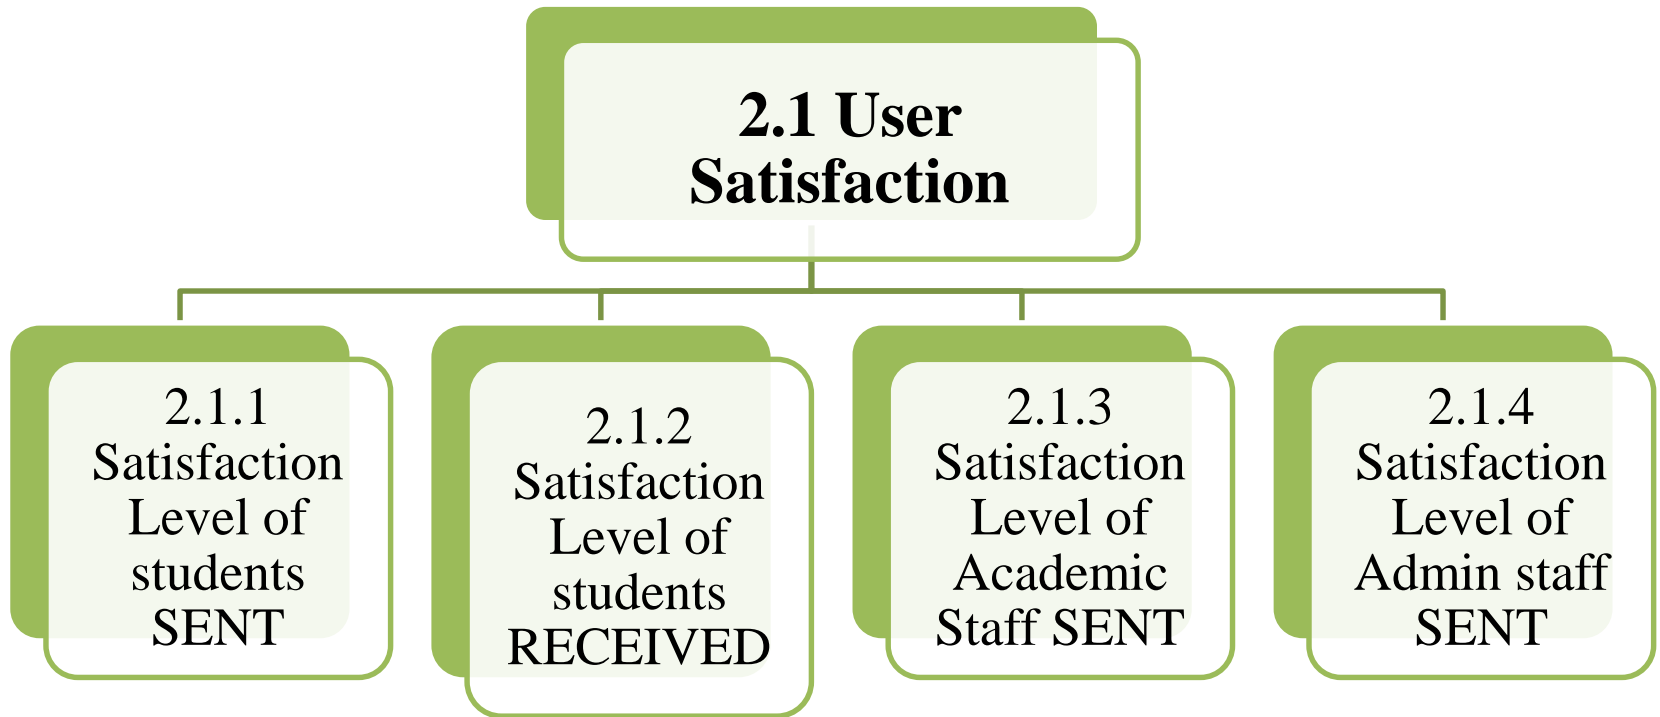 2.1 User
Satisfaction
2.1.1
Satisfaction
Level of
students
SENT
2.1.2
Satisfaction
Level of
students
RECEIVED
2.1.3
Satisfaction
Level of
Academic
Staff SENT
2.1.4
Satisfaction
Level of
Admin staff
SENT